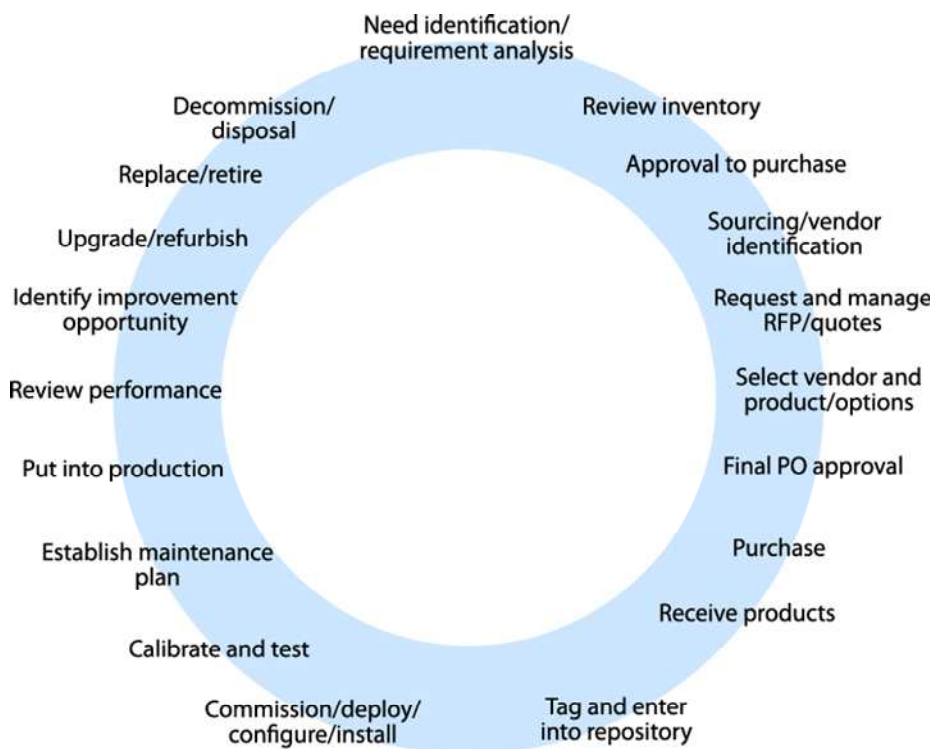 Need identification/
requirement analysis
Review inventory
Approval to purchase
Sourcing/vendor
identification
Request and manage
RFP/quotes
Select vendor and
product/options
Final PO approval
Purchase
Receive products
Tag and enter
into repository
Commission/deploy/
configure/install
Calibrate and test
Establish maintenance
plan
Put into production
Review performance
Identify improvement
opportunity
Upgrade/refurbish
Replace/retire
Decommission/
disposal